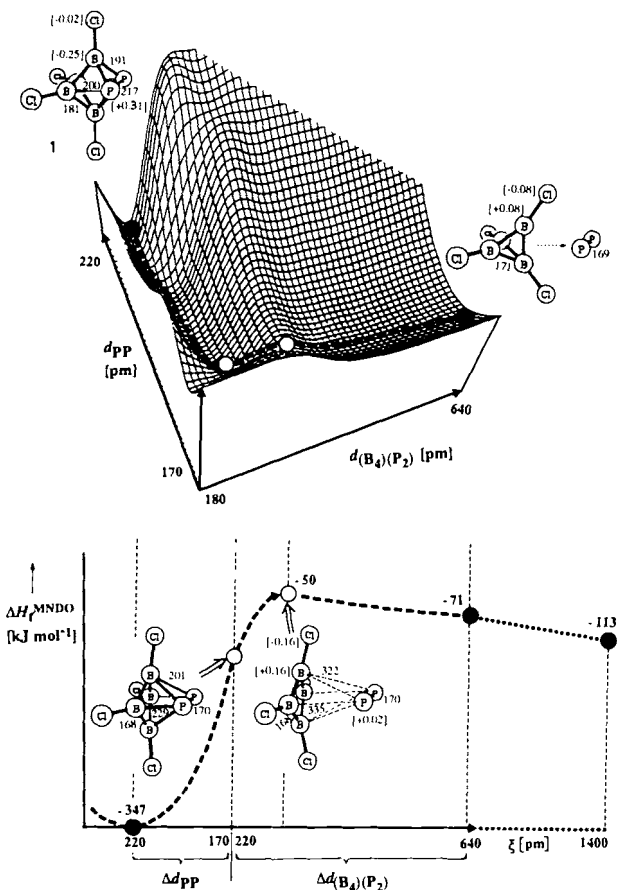 [-0.02]
Cl
[-0.25]
B
191
Cl
200
P
Cl
B
P
217
181
[+0.31]
B
Cl
1
[-0.08]
Cl
[+0.08]
B
Cl
B
P
P
169
171
B
Cl
220
d_PP
[pm]
170
180
640
d(B4)(P2) [pm]
ΔHf^MNDO
[kJ mol⁻¹]
-50
-71
-113
Cl
[-0.16]
Cl
201
[+0.16]
B
322
B
Cl
B
P
B
P
170
B
P
P
170
168
B
Cl
B
355
[+0.02]
B
Cl
Cl
-347
220
170
220
640
ξ [pm]
1400
Δd_PP
Δd(B4)(P2)